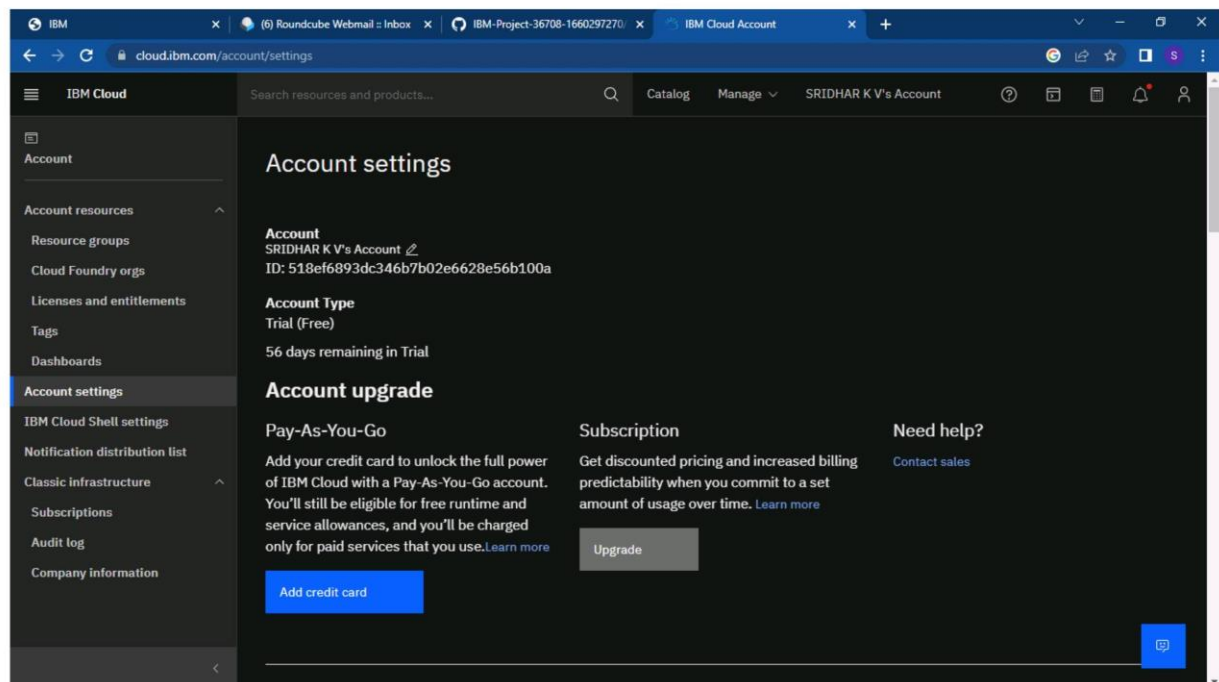 IBM
(6) Roundcube Webmail :: Inbox
IBM-Project-36708-1660297270/
IBM Cloud Account
cloud.ibm.com/account/settings
S
IBM Cloud
Search resources and products...
Catalog
Manage
SRIDHAR K V's Account
Account
Account resources
Resource groups
Cloud Foundry orgs
Licenses and entitlements
Tags
Dashboards
Account settings
IBM Cloud Shell settings
Notification distribution list
Classic infrastructure
Subscriptions
Audit log
Company information
Account settings
Account
SRIDHAR K V's Account
ID: 518ef6893dc346b7b02e6628e56b100a
Account Type
Trial (Free)
56 days remaining in Trial
Account upgrade
Pay-As-You-Go
Add your credit card to unlock the full power
of IBM Cloud with a Pay-As-You-Go account.
You'll still be eligible for free runtime and
service allowances, and you'll be charged
only for paid services that you use.Learn more
Add credit card
Subscription
Get discounted pricing and increased billing
predictability when you commit to a set
amount of usage over time. Learn more
Upgrade
Need help?
Contact sales